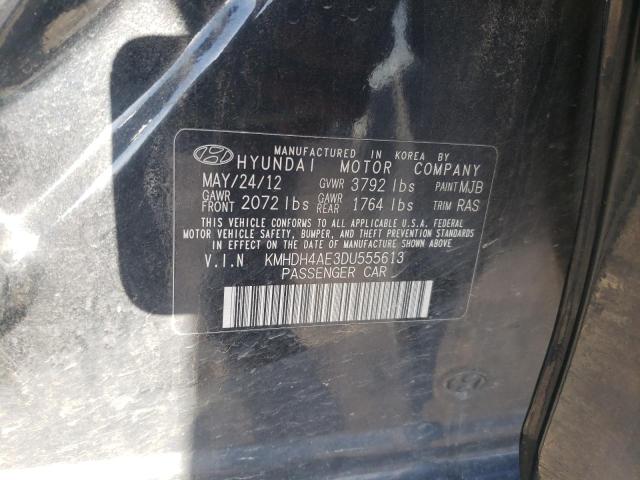 MANUFACTURED IN KOREA BY
HYUNDAI MOTOR COMPANY
MAY/24/12 GVWR 3792 lbs PAINT MJB
GAWR FRONT 2072 lbs GAWR REAR 1764 lbs TRIM RAS
THIS VEHICLE CONFORMS TO ALL APPLICABLE U.S.A. FEDERAL
MOTOR VEHICLE SAFETY, BUMPER, AND THEFT PREVENTION STANDARDS
IN EFFECT ON THE DATE OF MANUFACTURE SHOWN ABOVE.
V.I.N KMHDH4AE3DU555613
PASSENGER CAR